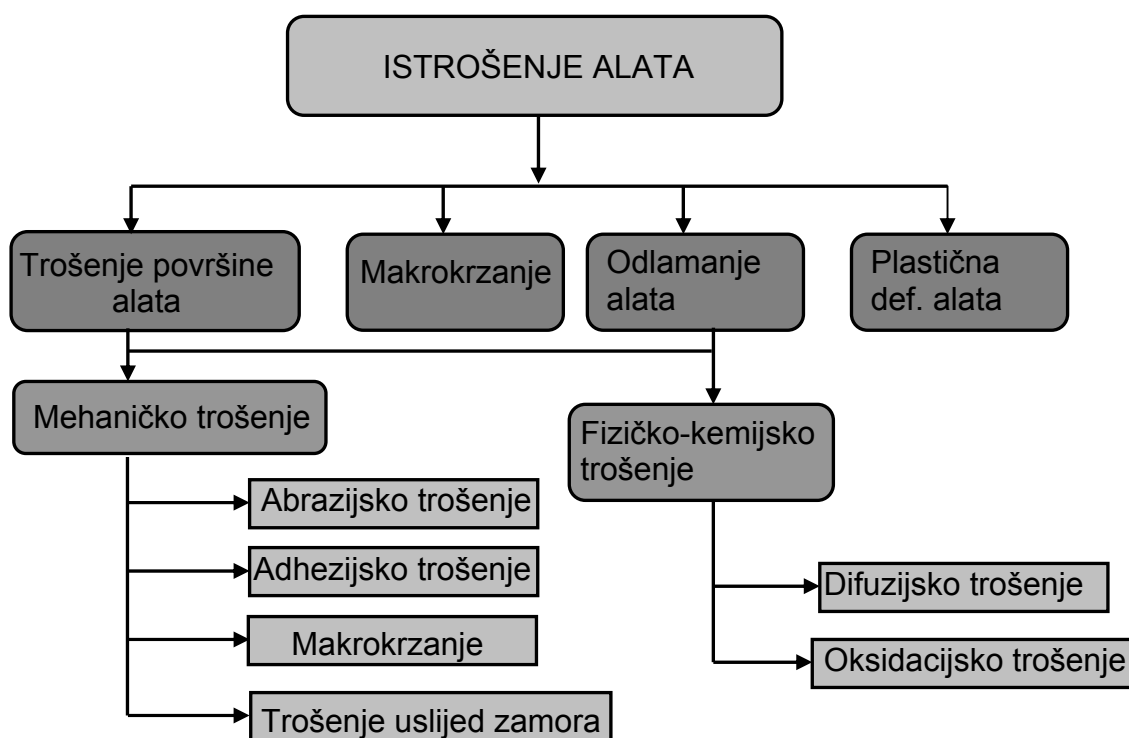 ISTROŠENJE ALATA
Trošenje površine
alata
Makrokrzanje
Odlamanje
alata
Plastična
def. alata
Mehaničko trošenje
Fizičko-kemijsko
trošenje
Abrazijsko trošenje
Adhezijsko trošenje
Makrokrzanje
Trošenje uslijed zamora
Difuzijsko trošenje
Oksidacijsko trošenje